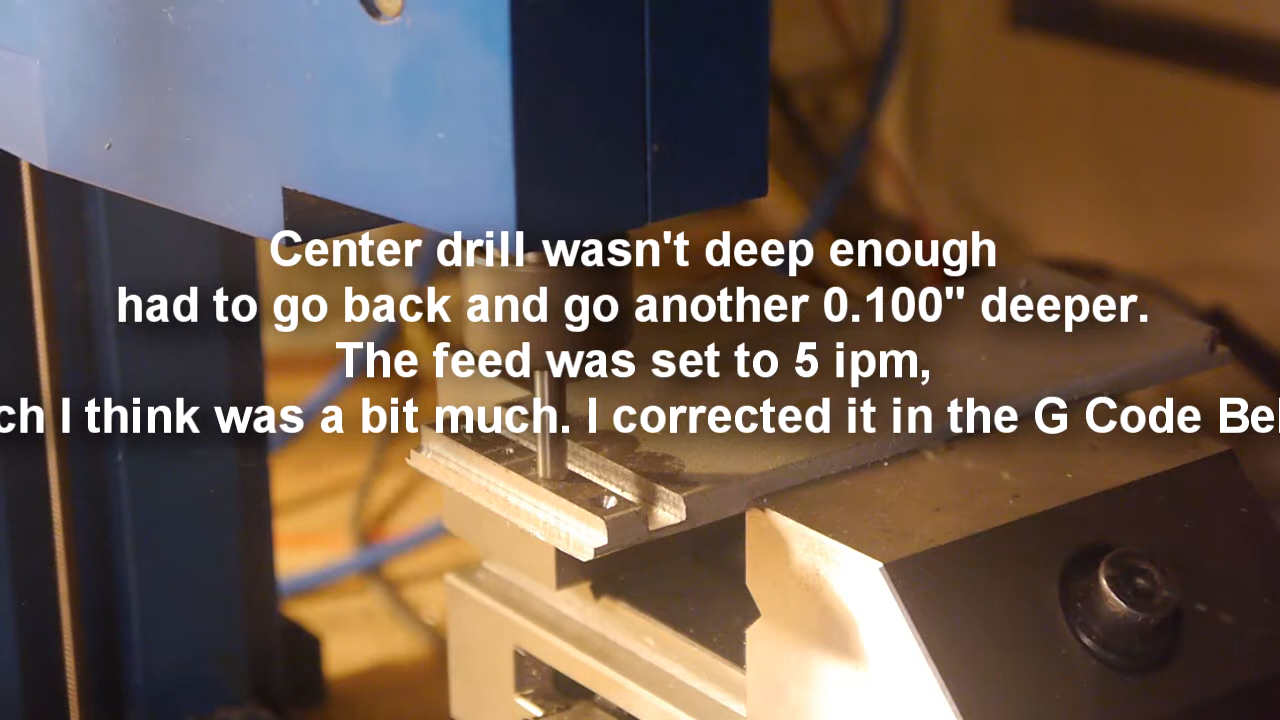 Center drill wasn't deep enough
had to go back and go another 0.100" deeper.
The feed was set to 5 ipm,
I think was a bit much. I corrected it in the G Code